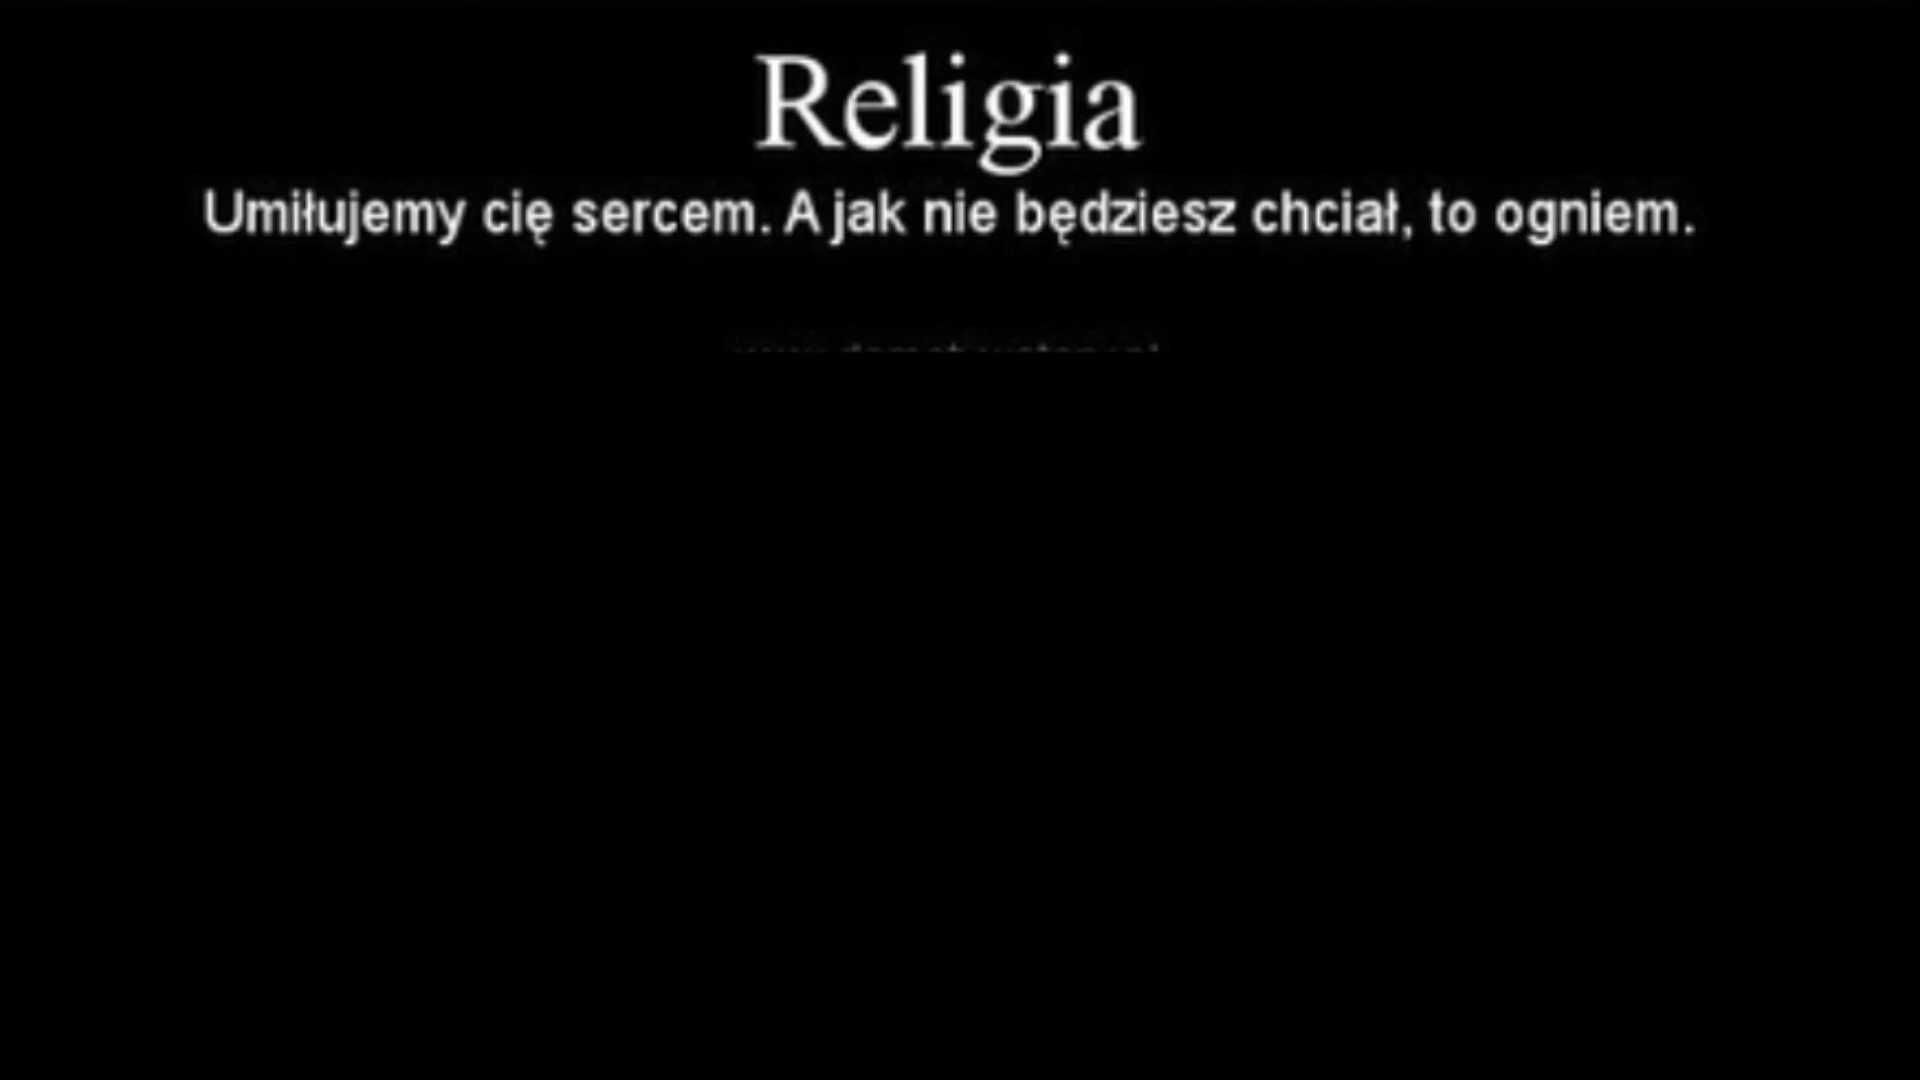 Religia
Umiłujemy cię sercem. A jak nie będziesz chciał, to ogniem.